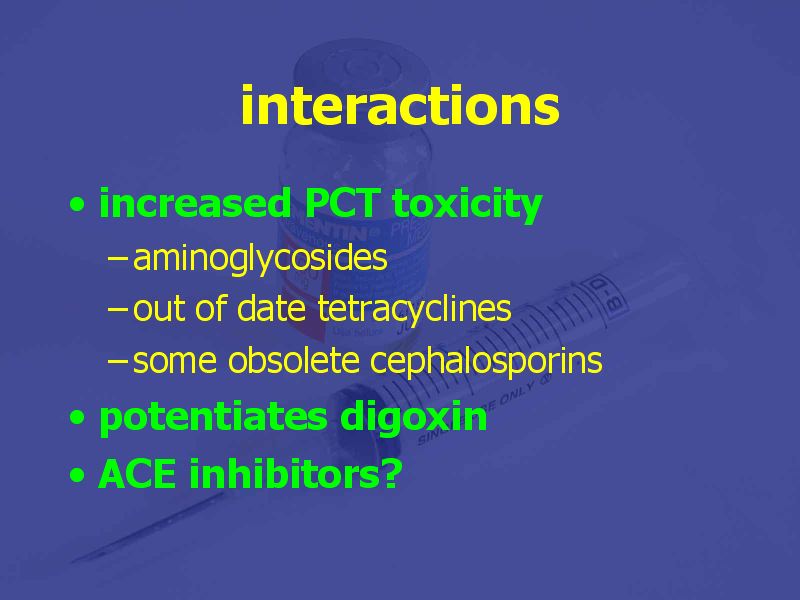 interactions
• increased PCT toxicity
– aminoglycosides
– out of date tetracyclines
– some obsolete cephalosporins
• potentiates digoxin
• ACE inhibitors?